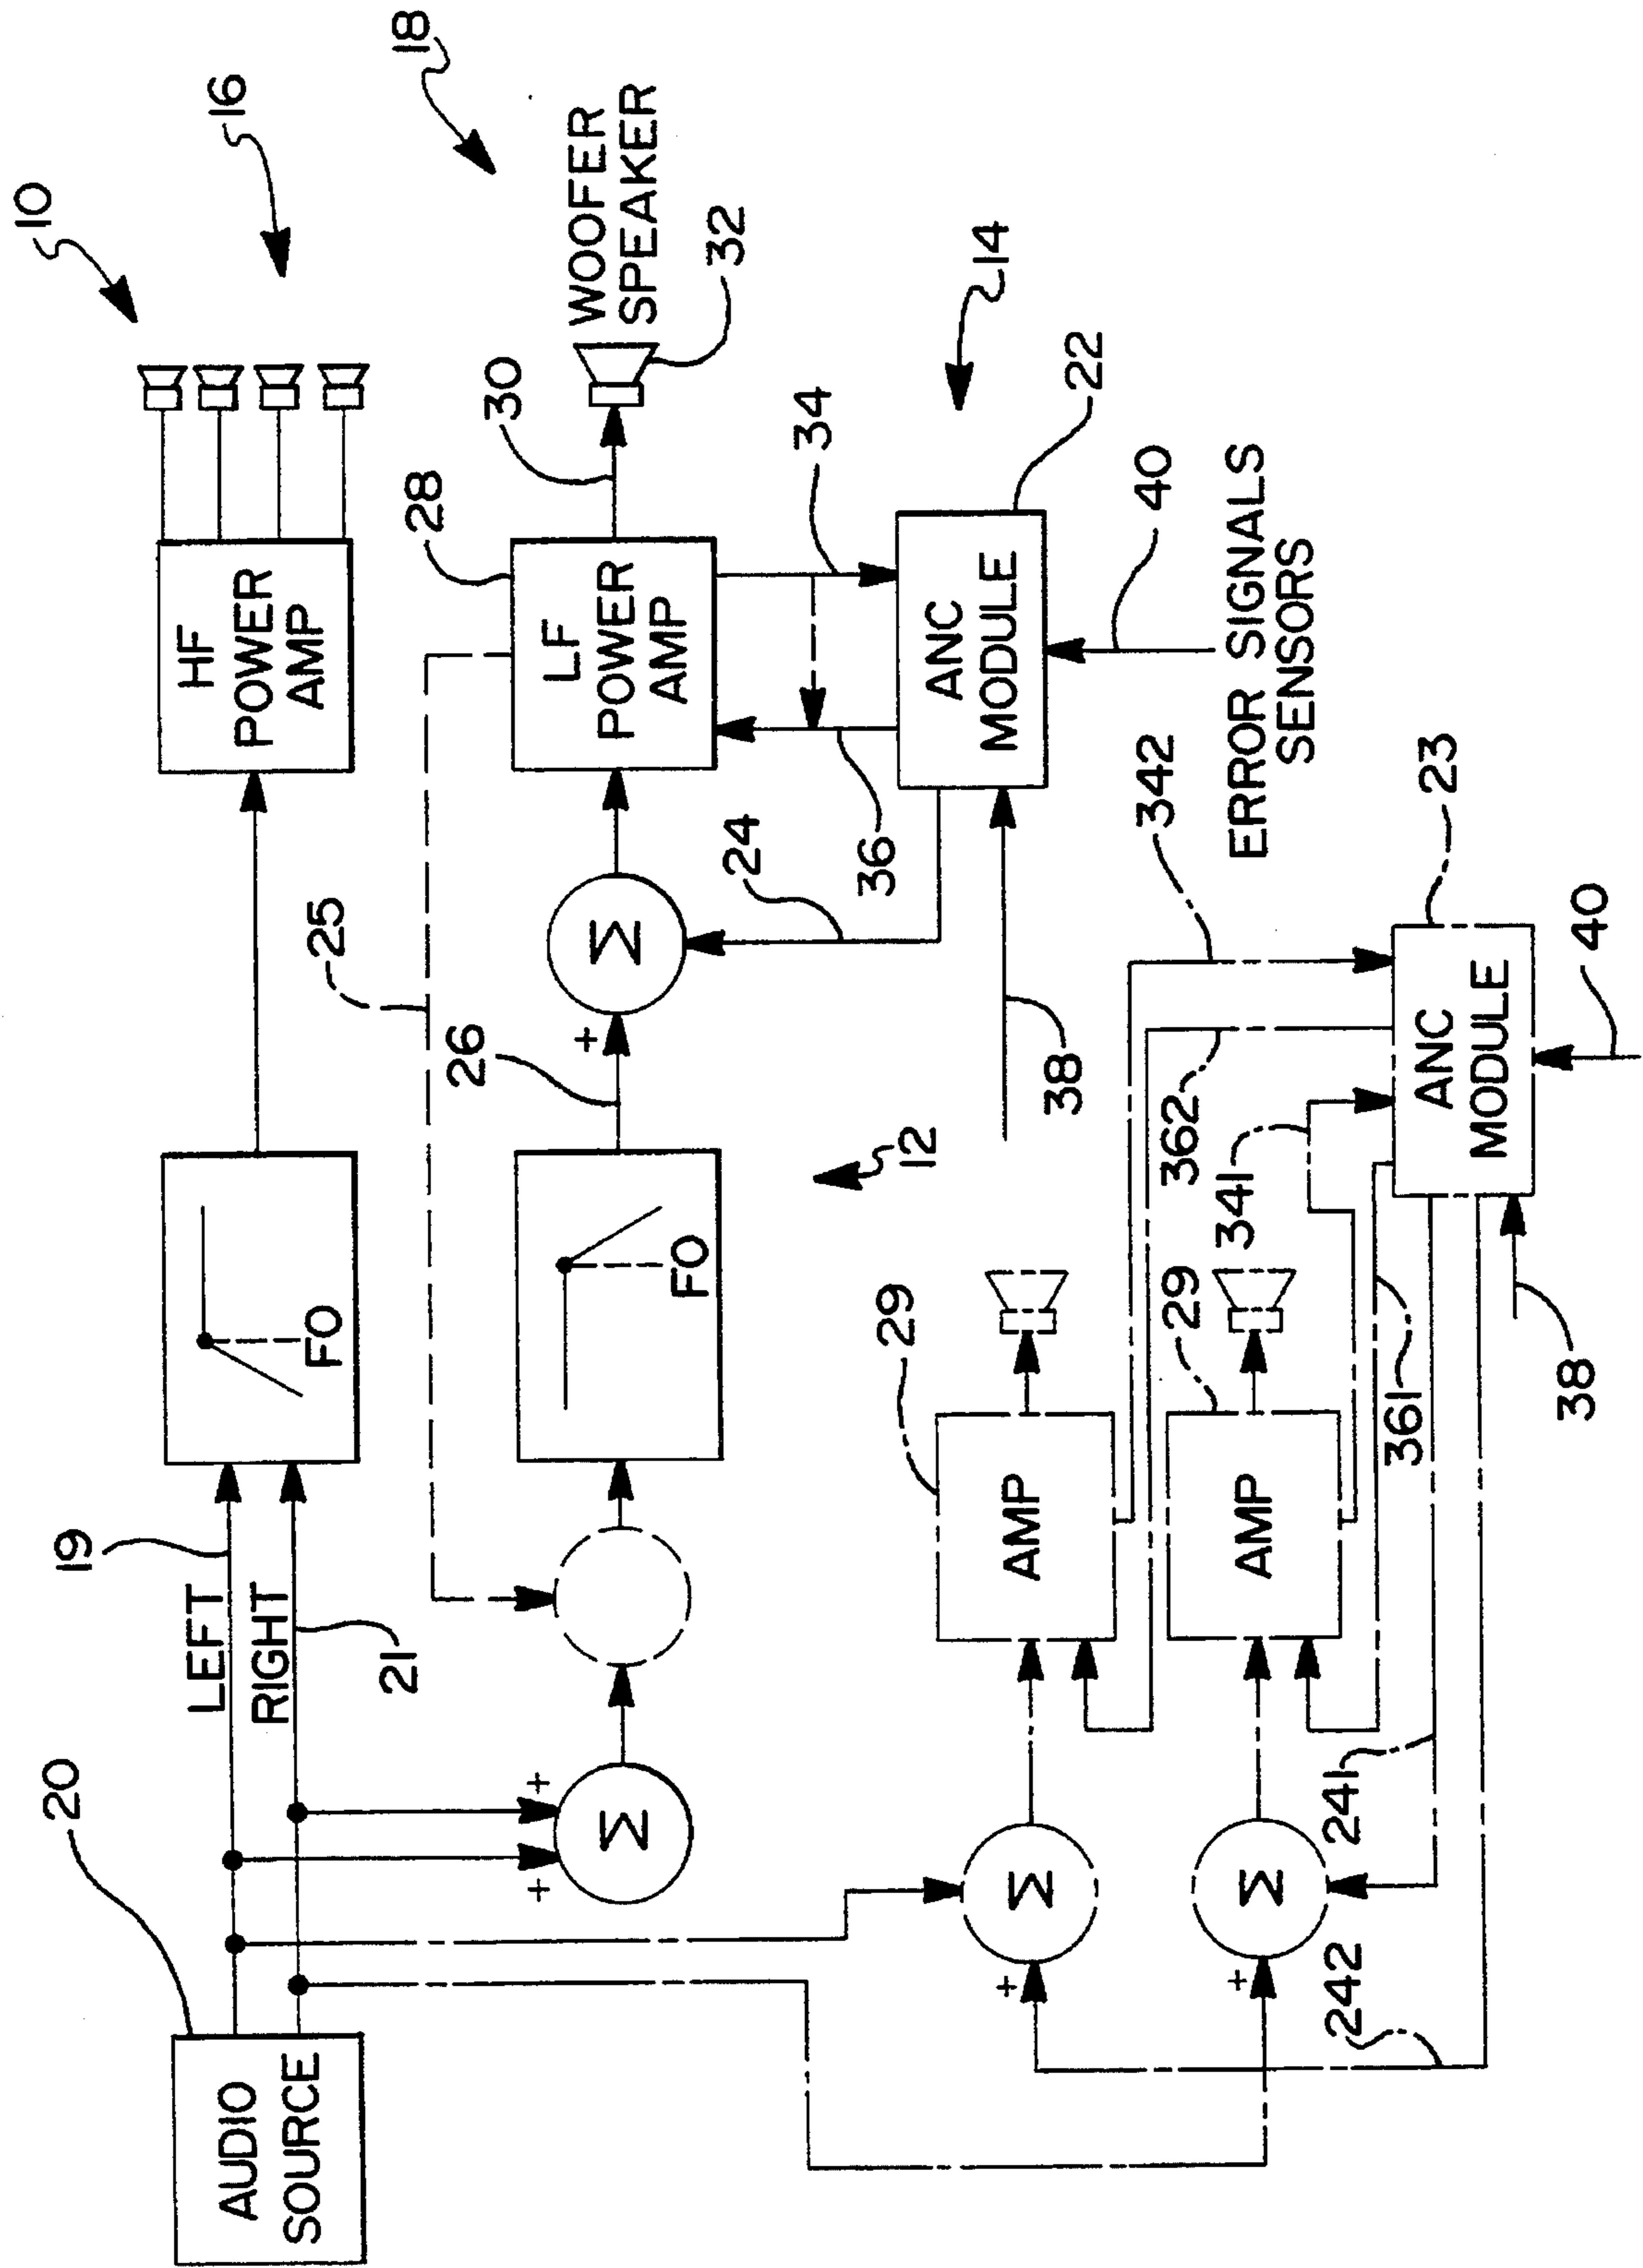 10
16
18
20
19
LEFT
RIGHT
21
AUDIO
SOURCE
FO
HF
POWER
AMP
25
28
30
WOOFER
SPEAKER
32
+
+
Σ
FO
26
+
Σ
LF
POWER
AMP
24
36
34
14
12
38
ANC
MODULE
22
40
ERROR SIGNALS
SENSORS
+
Σ
AMP
29
342
362
23
+
Σ
AMP
29
341
361
241
242
38
ANC
MODULE
40